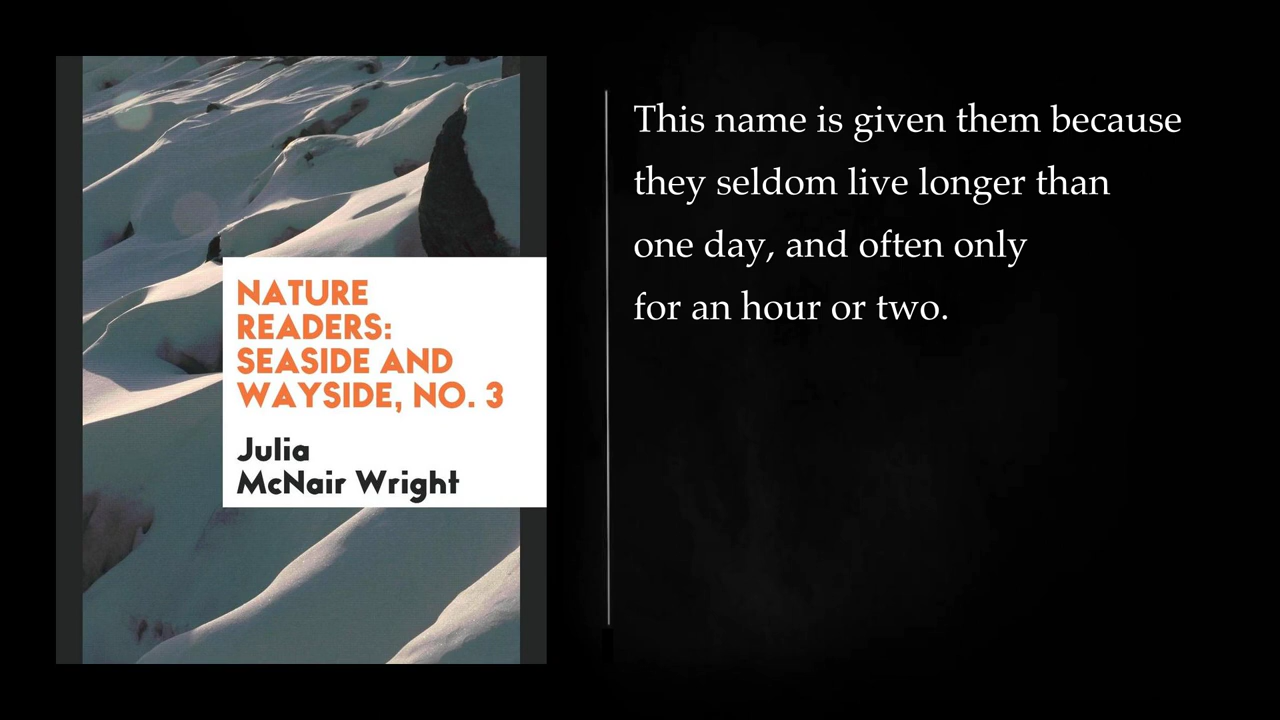 NATURE
READERS:
SEASIDE AND
WAYSIDE, NO. 3
Julia
McNair Wright
This name is given them because
they seldom live longer than
one day, and often only
for an hour or two.